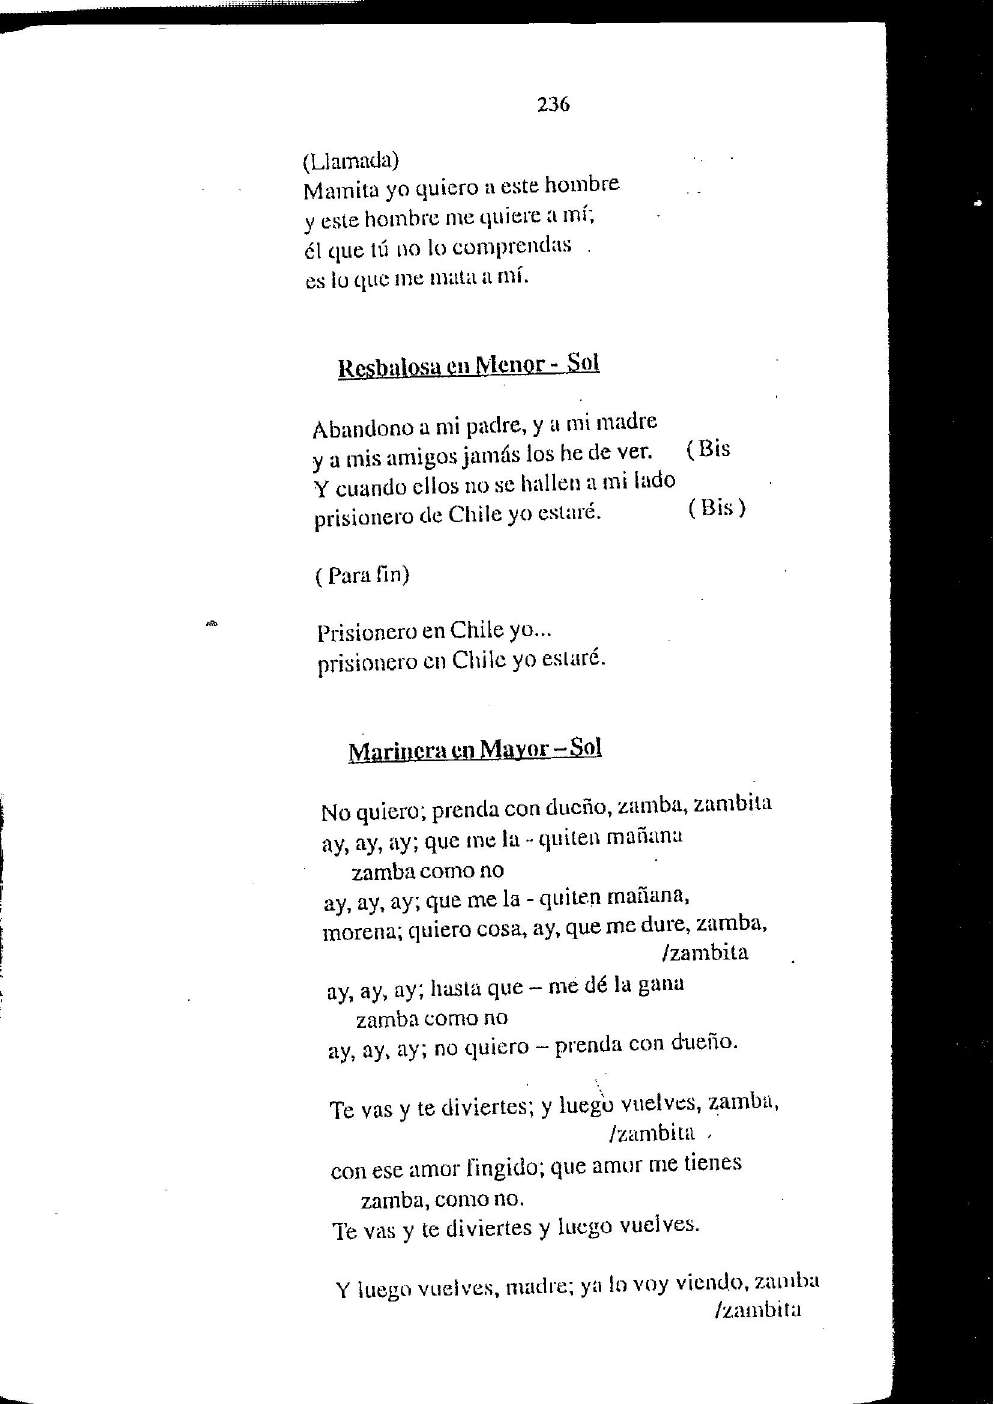 236
(Llamada)
Mamita yo quiero a este hombre
y este hombre me quiere a mí;
él que tú no lo comprendas
es lo que me mata a mí.
Resbalosa en Menor - Sol
Abandono a mi padre, y a mi madre
y a mis amigos jamás los he de ver. (Bis
Y cuando ellos no se hallen a mi lado
prisionero de Chile yo estaré. (Bis)
( Para fin)
Prisionero en Chile yo...
prisionero en Chile yo estaré.
Marinera en Mayor – Sol
No quiero; prenda con dueño, zamba, zambita
ay, ay, ay; que me la - quiten mañana
zamba como no
ay, ay, ay; que me la - quiten mañana,
morena; quiero cosa, ay, que me dure, zamba,
/zambita
ay, ay, ay; hasta que – me dé la gana
zamba como no
ay, ay, ay; no quiero – prenda con dueño.
Te vas y te diviertes; y luego vuelves, zamba,
/zambita
con ese amor fingido; que amor me tienes
zamba, como no.
Te vas y te diviertes y luego vuelves.
Y luego vuelves, madre; ya lo voy viendo, zamba
/zambita